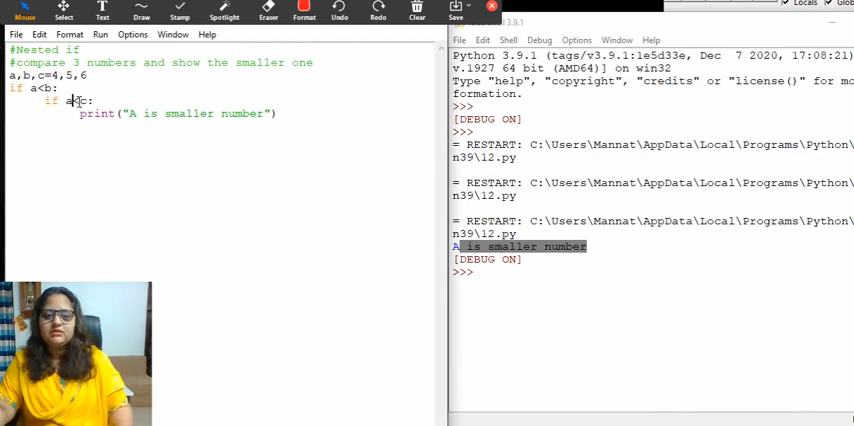 Mouse Select Text Draw Stamp Spotlight Eraser Format Undo Redo Clear Save
Locals
File Edit Format Run Options Window Help
#Nested if
#compare 3 numbers and show the smaller one
a,b,c=4,5,6
if a<b:
if a<c:
print("A is smaller number")
3.9.1
File Edit Shell Debug Options Window Help
Python 3.9.1 (tags/v3.9.1:1e5d33e, Dec 7 2020, 17:08:21)
v.1927 64 bit (AMD64)] on win32
Type "help", "copyright", "credits" or "license()" for mo
formation.
>>>
[DEBUG ON]
>>>
= RESTART: C:\Users\Mannat\AppData\Local\Programs\Python\
n39\12.py
= RESTART: C:\Users\Mannat\AppData\Local\Programs\Python\
n39\12.py
= RESTART: C:\Users\Mannat\AppData\Local\Programs\Python\
n39\12.py
A is smaller number
[DEBUG ON]
>>>